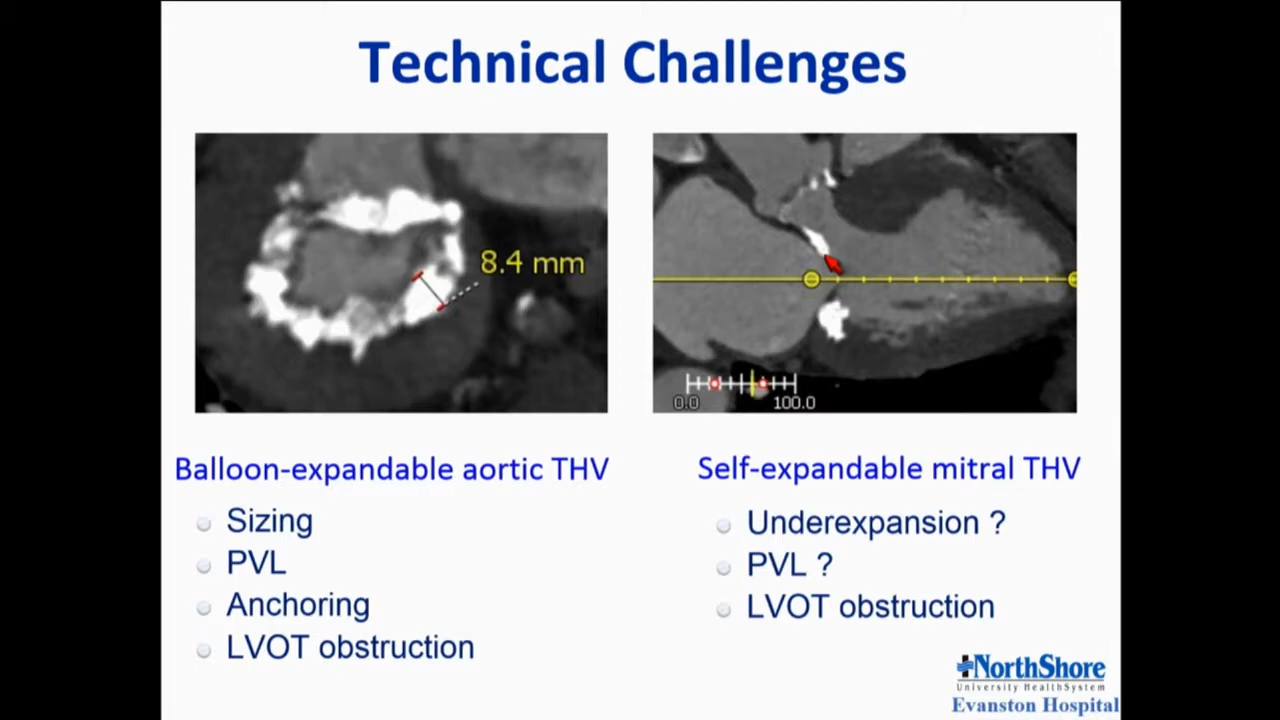 Technical Challenges
8.4 mm
0.0 100.0
Balloon-expandable aortic THV
Sizing
PVL
Anchoring
LVOT obstruction
Self-expandable mitral THV
Underexpansion ?
PVL ?
LVOT obstruction
NorthShore
University HealthSystem
Evanston Hospital